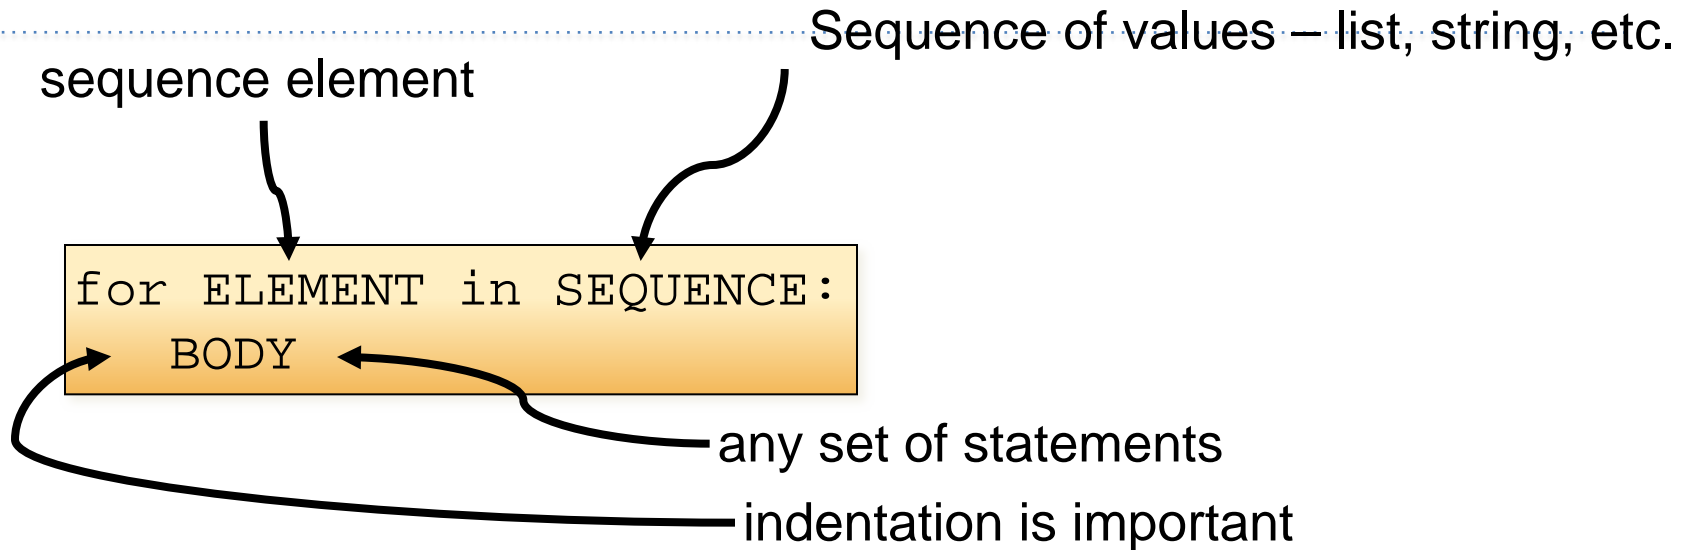 Sequence of values – list, string, etc.
sequence element
for ELEMENT in SEQUENCE:
BODY
any set of statements
indentation is important